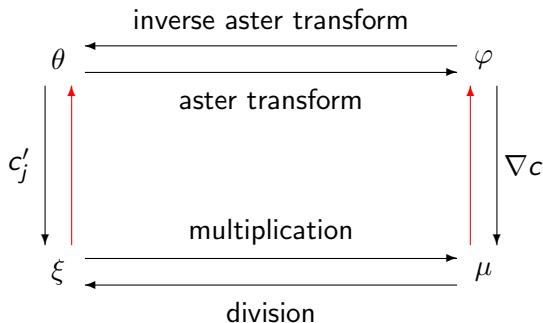 inverse aster transform
θ φ
aster transform
c′ⱼ ∇c
multiplication
ξ μ
division